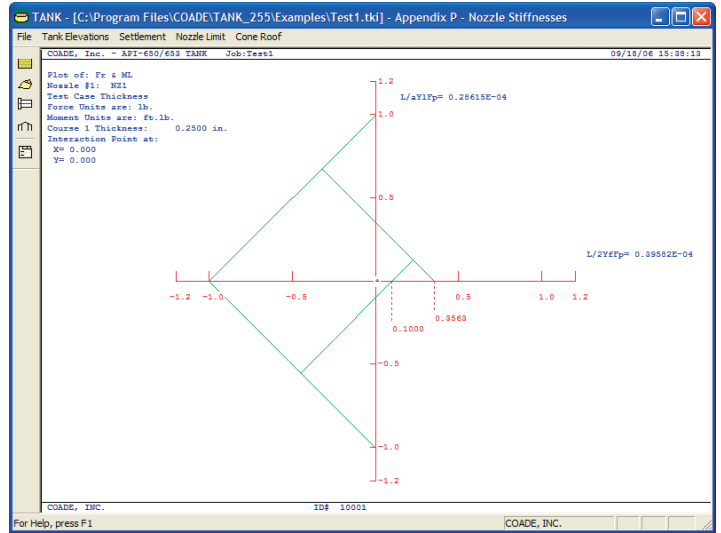 TANK - [C:\Program Files\COADE\TANK_255\Examples\Test1.tki] - Appendix P - Nozzle Stiffnesses
File Tank Elevations Settlement Nozzle Limit Cone Roof
COADE, Inc. - API-650/653 TANK Job:Test1 09/18/06 15:38:13
Plot of: Fr & ML
Nozzle #1: NZ1
Test Case Thickness
Force Units are: lb.
Moment Units are: ft.lb.
Course 1 Thickness: 0.2500 in.
Interaction Point at:
X= 0.000
Y= 0.000
1.2
L/aYlFp= 0.28615E-04
1.0
0.5
L/2YfFp= 0.39582E-04
-1.2 -1.0 -0.5 0.5 1.0 1.2
0.3563
0.1000
-0.5
-1.0
-1.2
COADE, INC. ID# 10001
For Help, press F1 COADE, INC.